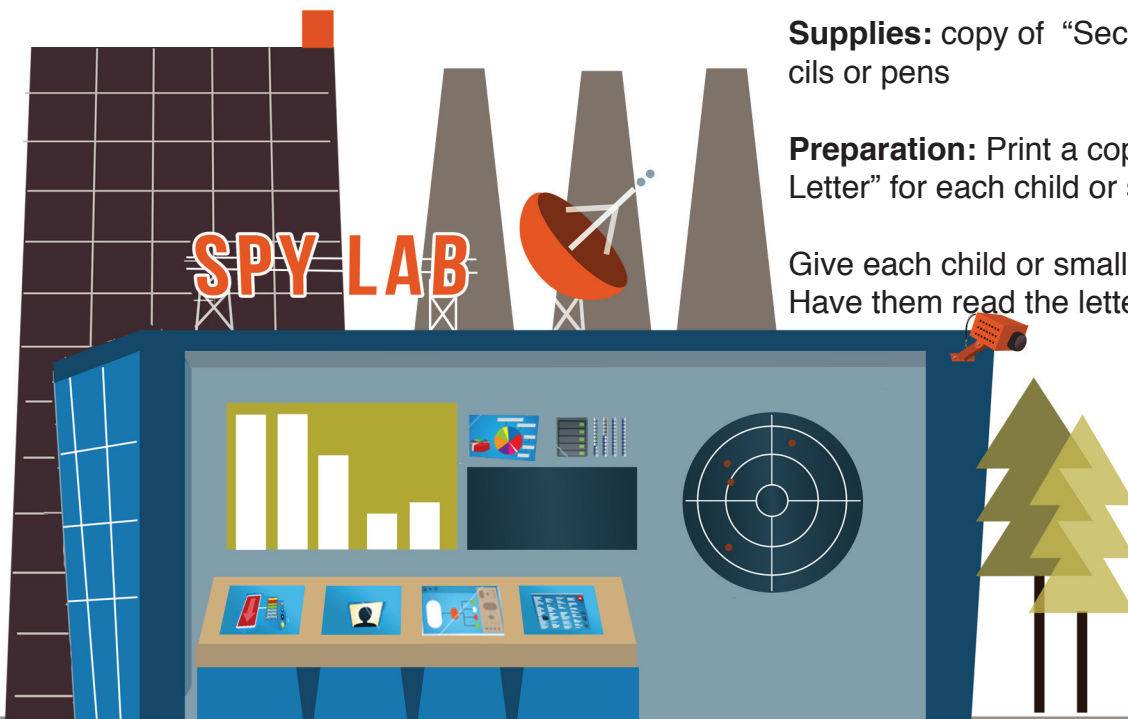 Supplies: copy of “Sec
cils or pens
Preparation: Print a cop
Letter” for each child or s
Give each child or small
Have them read the lette
SPY LAB